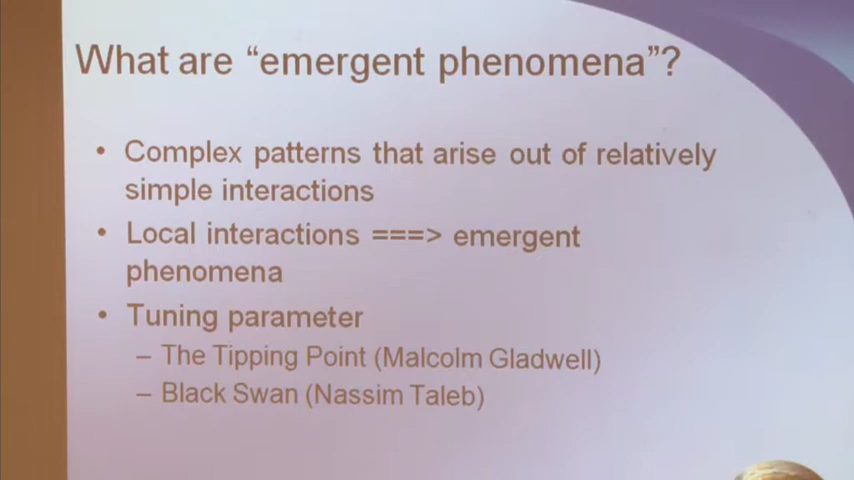 What are “emergent phenomena”?
• Complex patterns that arise out of relatively
simple interactions
• Local interactions ===> emergent
phenomena
• Tuning parameter
– The Tipping Point (Malcolm Gladwell)
– Black Swan (Nassim Taleb)